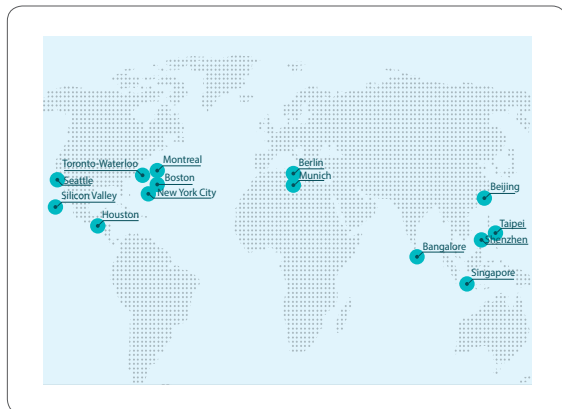 Montreal
Toronto-Waterloo
Berlin
Boston
Munich
Seattle
New York City
Beijing
Silicon Valley
Houston
Taipei
Shenzhen
Bangalore
Singapore